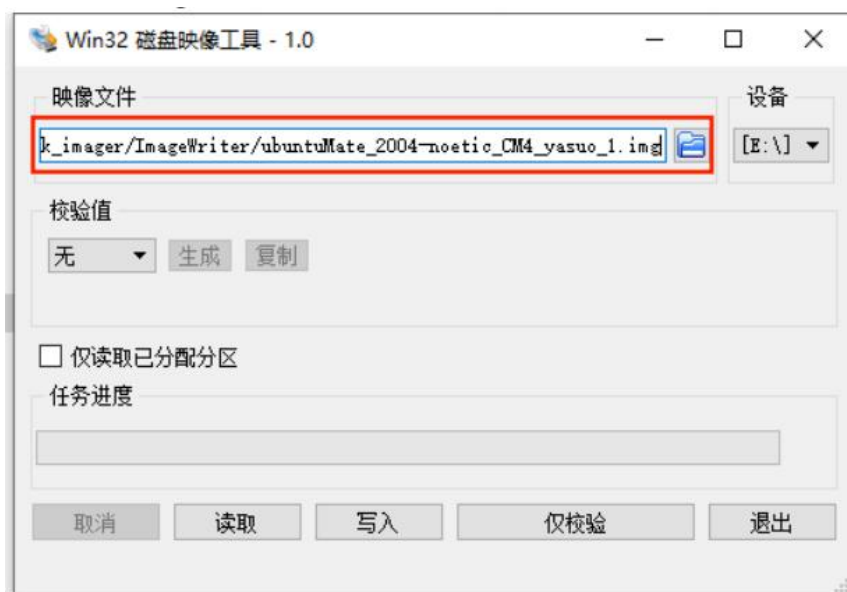 Win32 磁盘映像工具 - 1.0
映像文件
设备
k_imager/ImageWriter/ubuntuMate_2004-noetic_CM4_yasuo_1.img
[E:\]
校验值
无
生成
复制
仅读取已分配分区
任务进度
取消
读取
写入
仅校验
退出